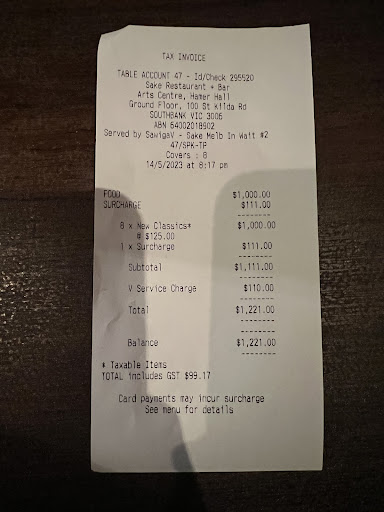 TAX INVOICE
TABLE ACCOUNT 47 - Id/Check 295520
Sake Restaurant + Bar
Arts Centre, Hamer Hall
Ground Floor, 100 St Kilda Rd
SOUTHBANK VIC 3006
ABN 64002018902
Served by SawigaV - Sake Melb In Wait #2
47/SPK-TP
Covers : 8
14/5/2023 at 8:17 pm
FOOD $1,000.00
SURCHARGE $111.00
--------
8 x New Classics* $1,000.00
@ $125.00
1 x Surcharge $111.00
--------
Subtotal $1,111.00
--------
V Service Charge $110.00
--------
Total $1,221.00
--------
--------
Balance $1,221.00
--------
* Taxable Items
TOTAL includes GST $99.17
Card payments may incur surcharge
See menu for details